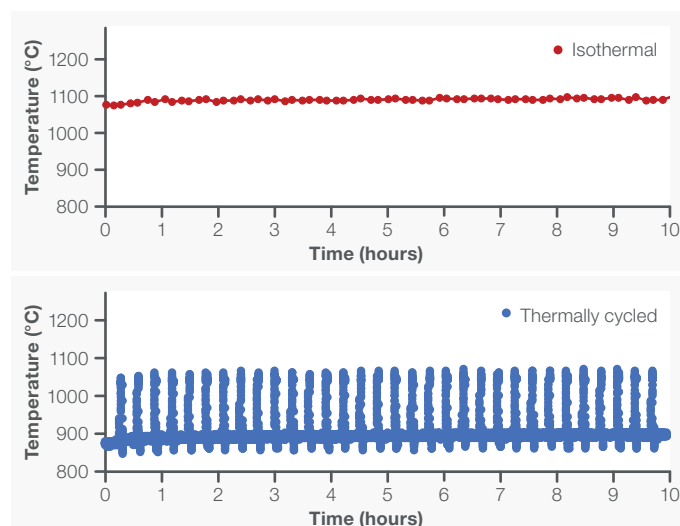 Isothermal
Temperature (°C)
1200
1100
1000
900
800
0 1 2 3 4 5 6 7 8 9 10
Time (hours)
Thermally cycled
Temperature (°C)
1200
1100
1000
900
800
0 1 2 3 4 5 6 7 8 9 10
Time (hours)